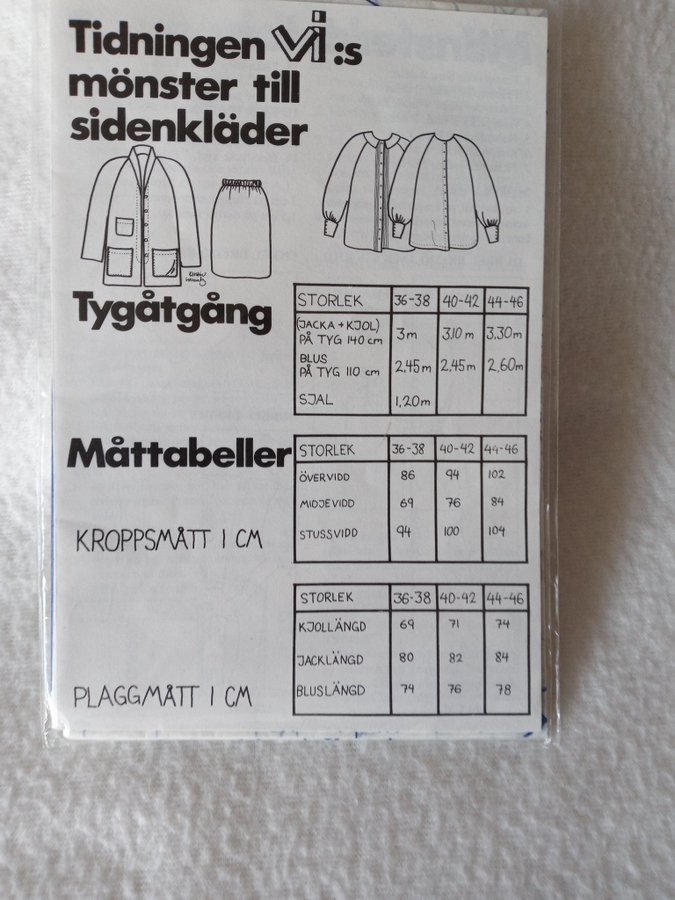 Tidningen Vi:s
mönster till
sidenkläder
Tygåtgång
STORLEK 36-38 40-42 44-46
(JACKA + KJOL)
PÅ TYG 140 cm 3m 3,10m 3,30m
BLUS
PÅ TYG 110 cm 2,45m 2,45m 2,60m
SJAL 1,20m
Måttabeller
KROPPSMÅTT I CM
STORLEK 36-38 40-42 44-46
ÖVERVIDD 86 94 102
MIDJEVIDD 69 76 84
STUSSVIDD 94 100 104
PLAGGMÅTT I CM
STORLEK 36-38 40-42 44-46
KJOLLÄNGD 69 71 74
JACKLÄNGD 80 82 84
BLUSLÄNGD 74 76 78